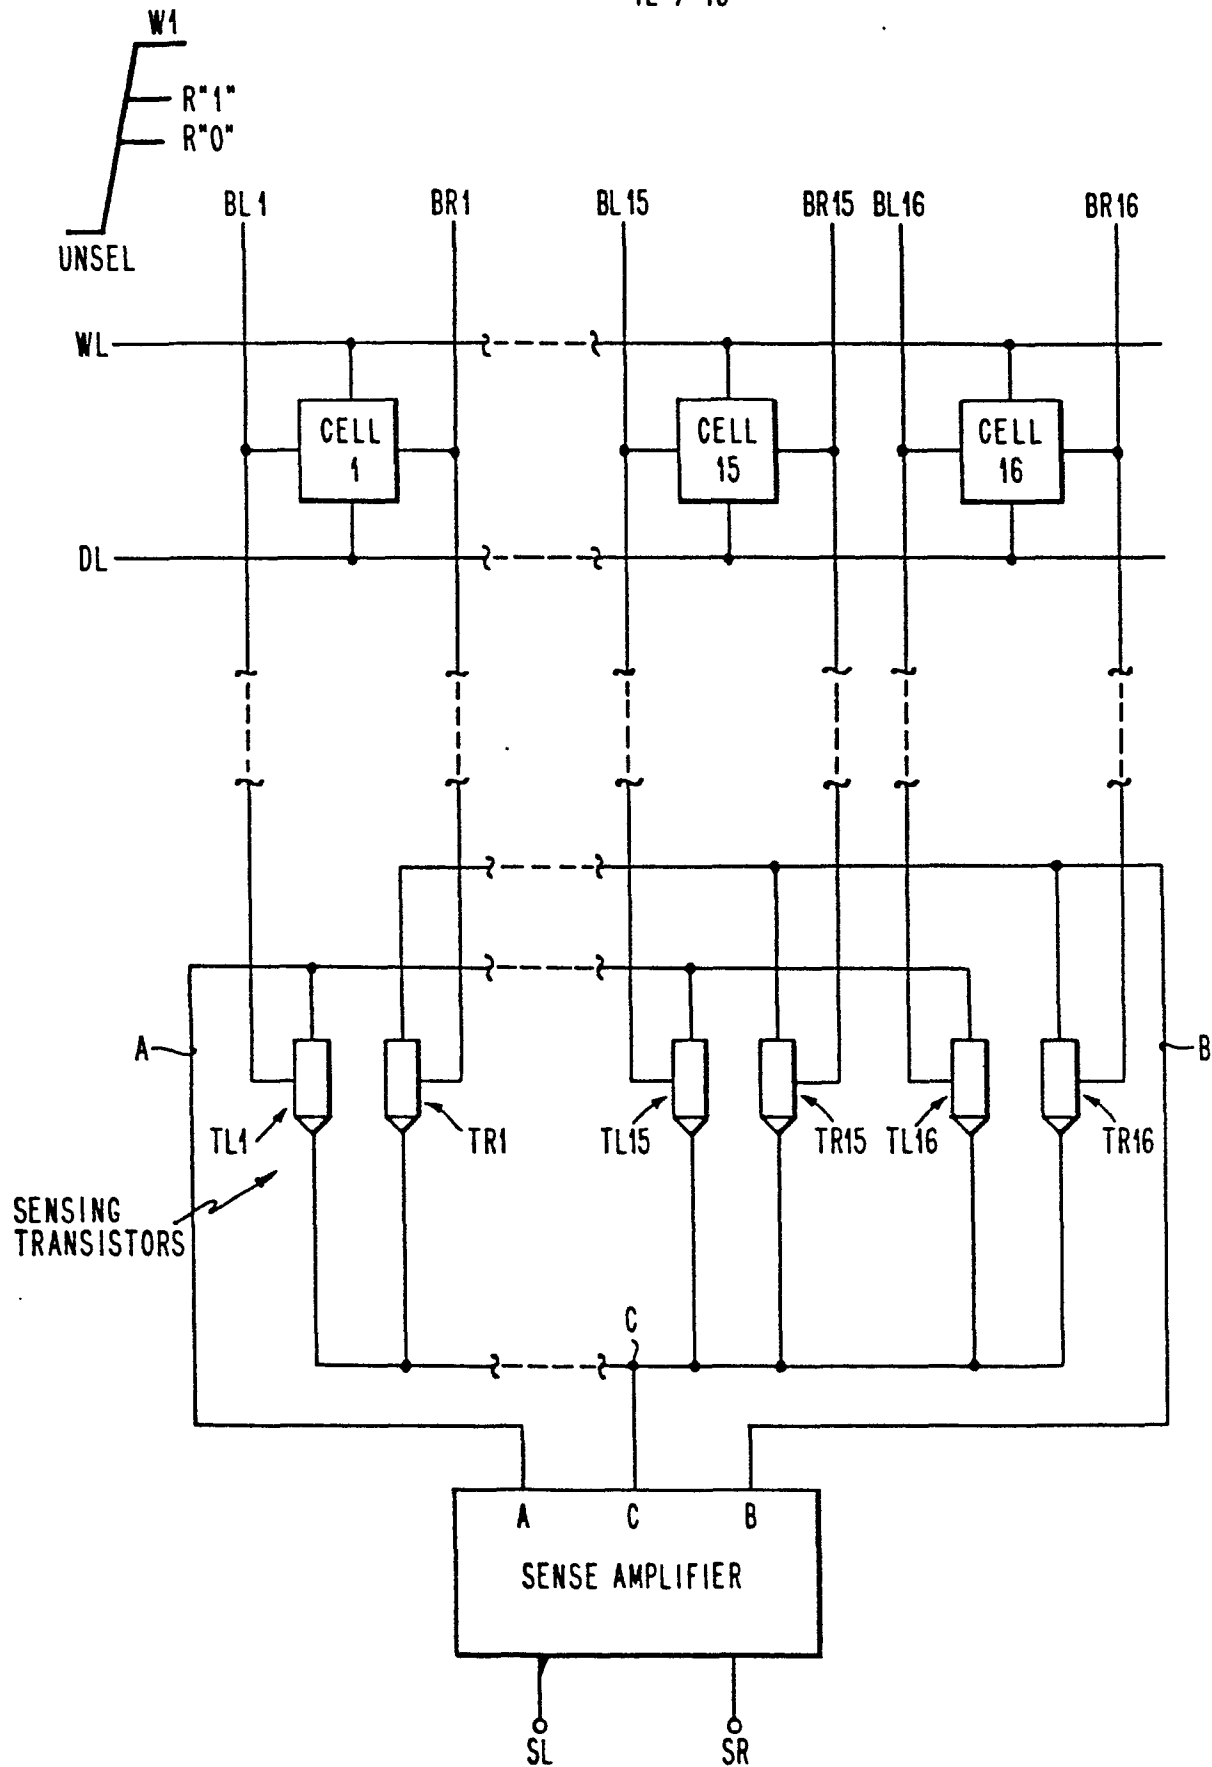 W1
R"1"
R"0"
UNSEL
BL1 BR1 BL15 BR15 BL16 BR16
WL
CELL 1
CELL 15
CELL 16
DL
A
B
TL1 TR1 TL15 TR15 TL16 TR16
SENSING
TRANSISTORS
C
A C B
SENSE AMPLIFIER
SL SR